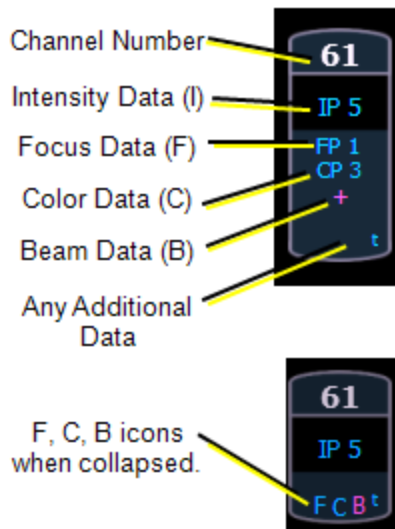 Channel Number
61
Intensity Data (I)
IP 5
Focus Data (F)
FP 1
CP 3
Color Data (C)
+
Beam Data (B)
t
Any Additional
Data
61
F, C, B icons
when collapsed.
IP 5
F C B t